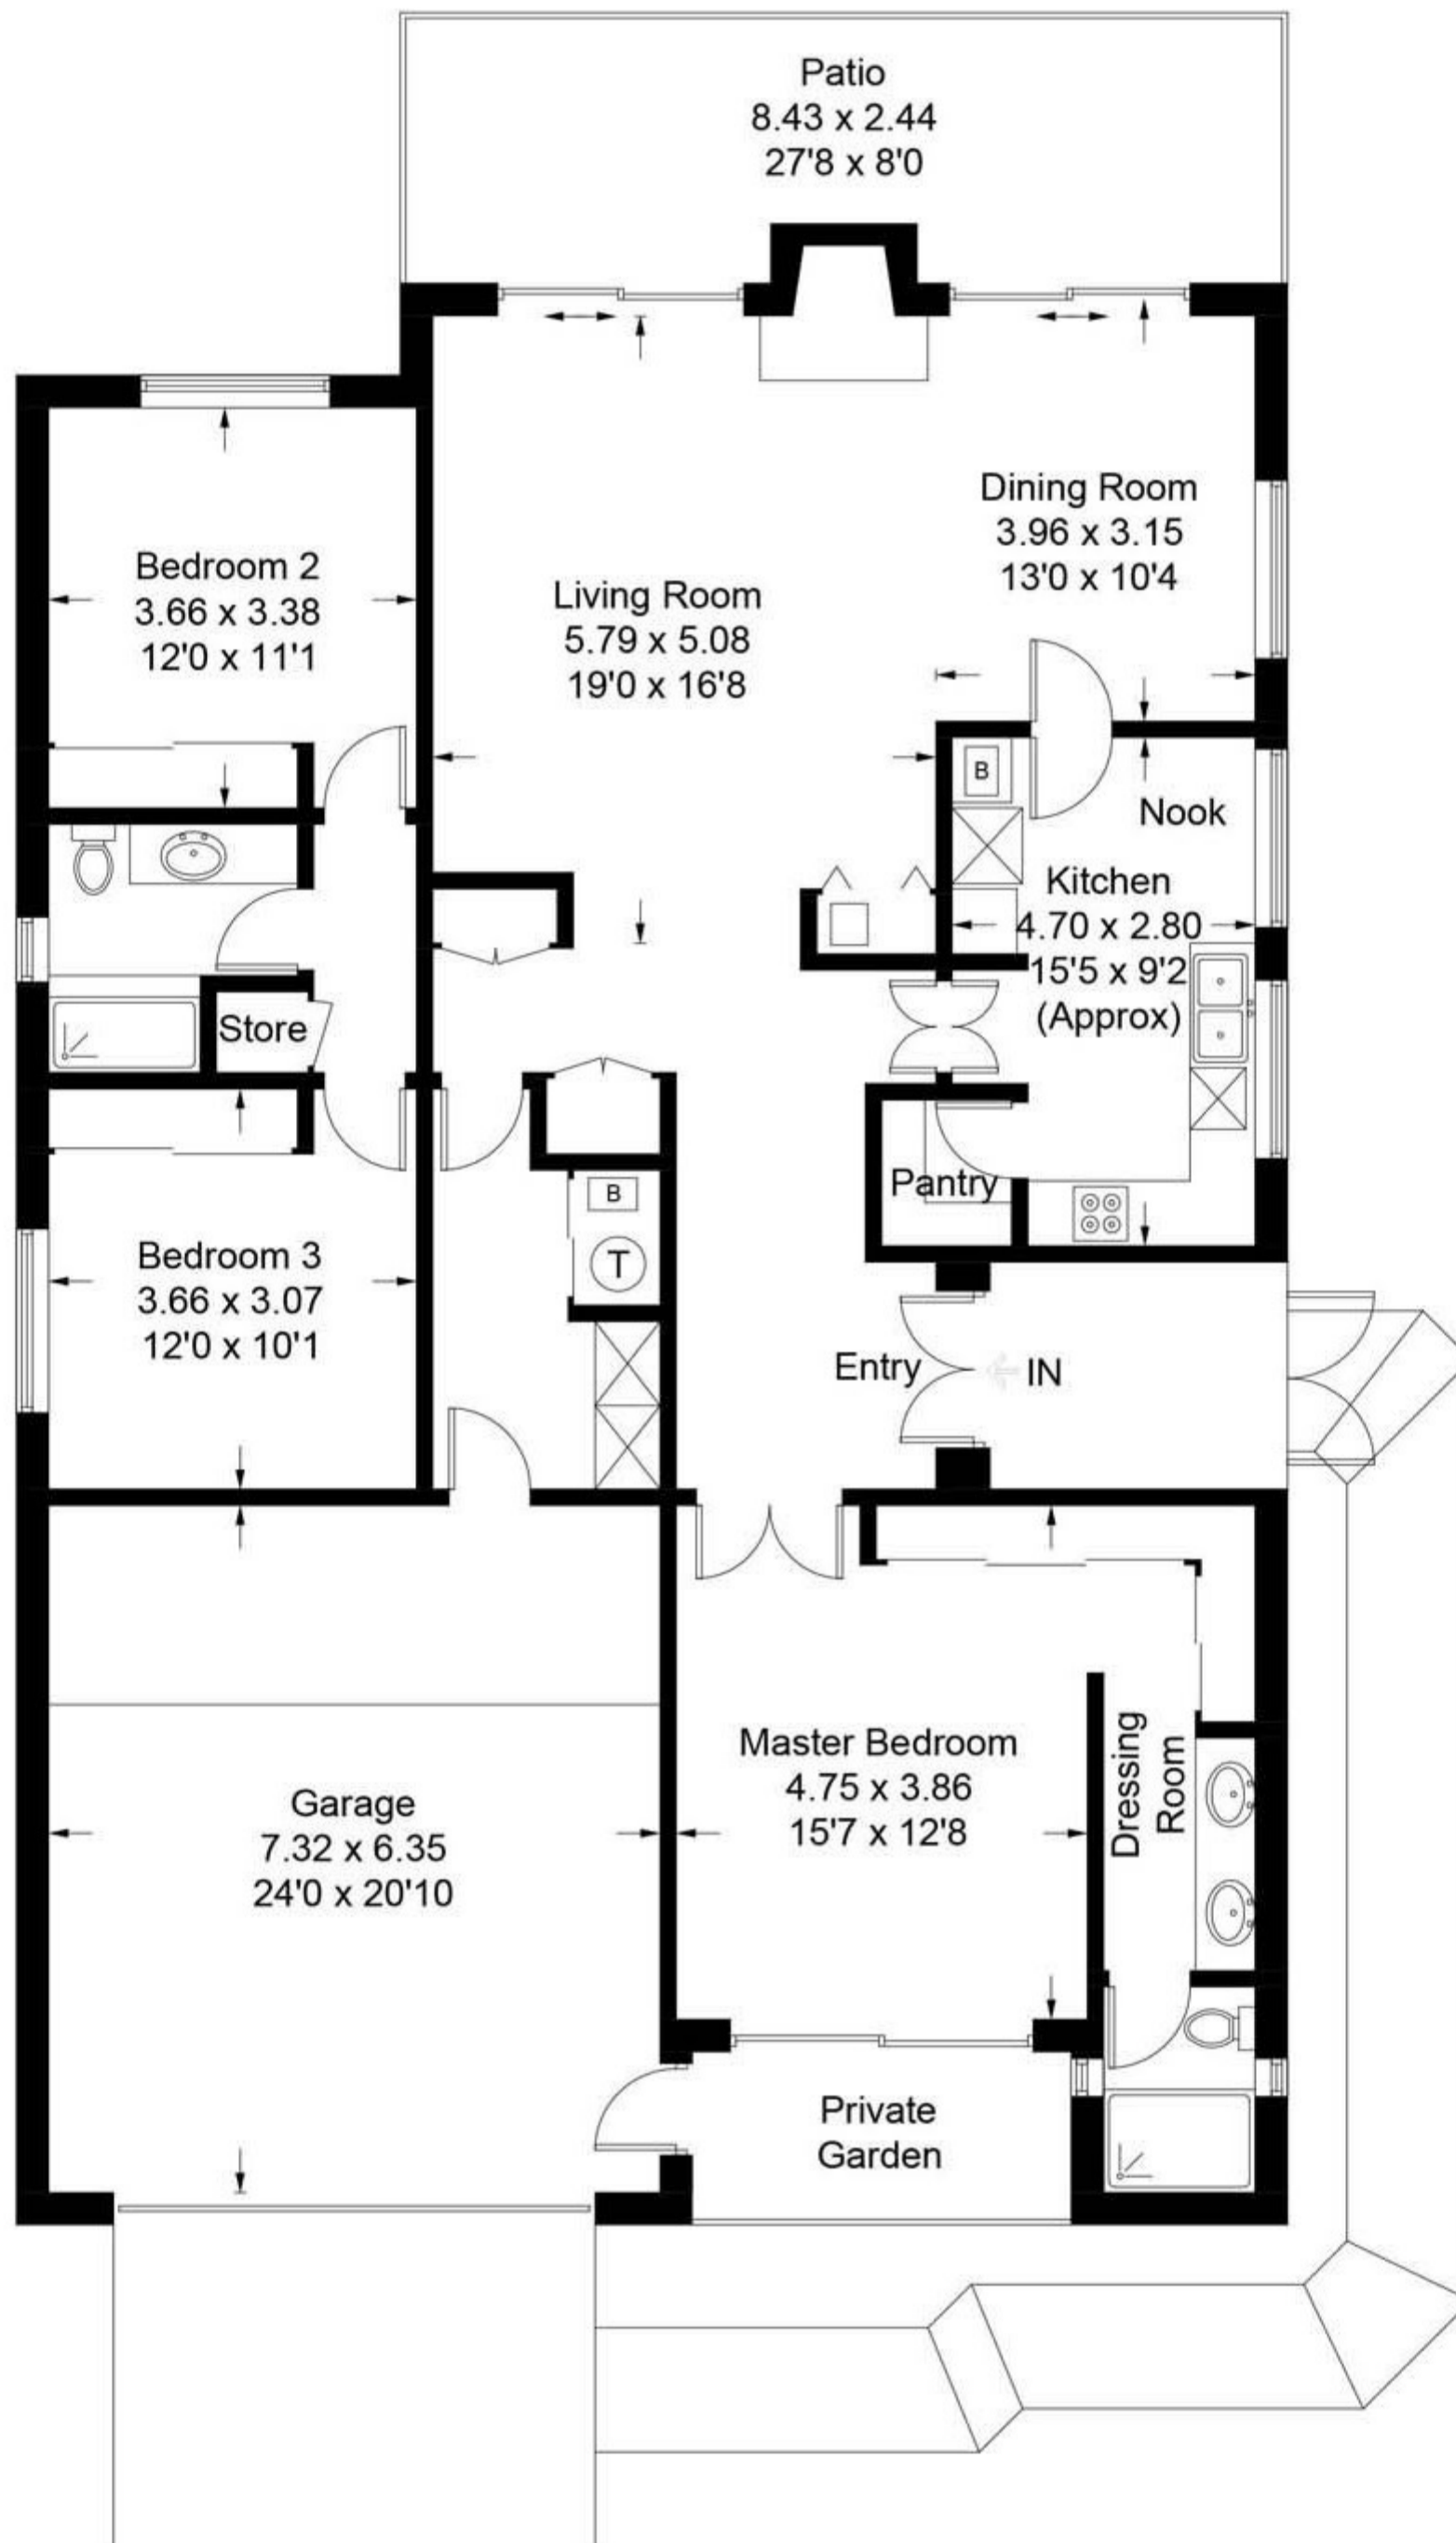 Patio
8.43 x 2.44
27'8 x 8'0
Dining Room
3.96 x 3.15
13'0 x 10'4
Bedroom 2
3.66 x 3.38
12'0 x 11'1
Living Room
5.79 x 5.08
19'0 x 16'8
B
Nook
Kitchen
4.70 x 2.80
15'5 x 9'2
(Approx)
Store
Pantry
B
T
Bedroom 3
3.66 x 3.07
12'0 x 10'1
Entry
IN
Master Bedroom
4.75 x 3.86
15'7 x 12'8
Dressing
Room
Garage
7.32 x 6.35
24'0 x 20'10
Private
Garden